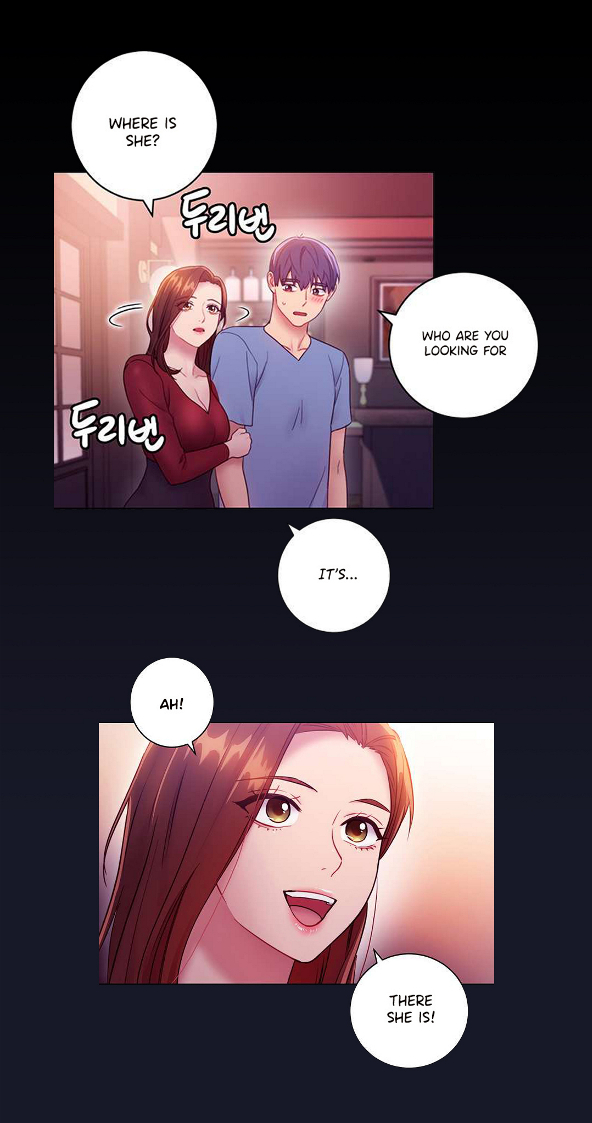 WHERE IS
SHE?
두리번
WHO ARE YOU
LOOKING FOR
두리번
IT'S...
AH!
THERE
SHE IS!